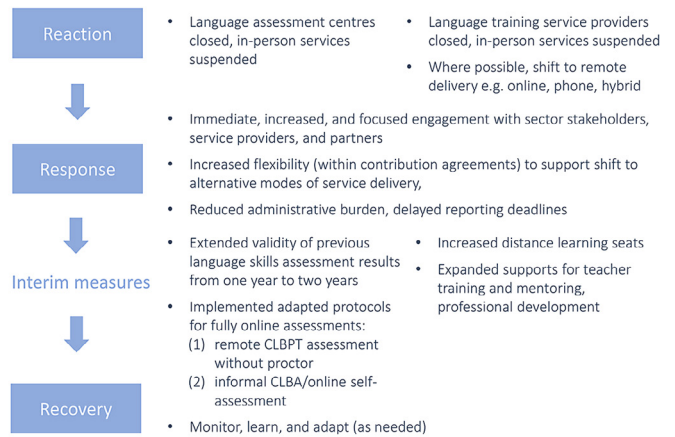 Reaction
• Language assessment centres
closed, in-person services
suspended
• Language training service providers
closed, in-person services suspended
• Where possible, shift to remote
delivery e.g. online, phone, hybrid
Response
• Immediate, increased, and focused engagement with sector stakeholders,
service providers, and partners
• Increased flexibility (within contribution agreements) to support shift to
alternative modes of service delivery,
• Reduced administrative burden, delayed reporting deadlines
Interim measures
• Extended validity of previous
language skills assessment results
from one year to two years
• Implemented adapted protocols
for fully online assessments:
(1) remote CLBPT assessment
without proctor
(2) informal CLBA/online self-
assessment
• Increased distance learning seats
• Expanded supports for teacher
training and mentoring,
professional development
Recovery
• Monitor, learn, and adapt (as needed)